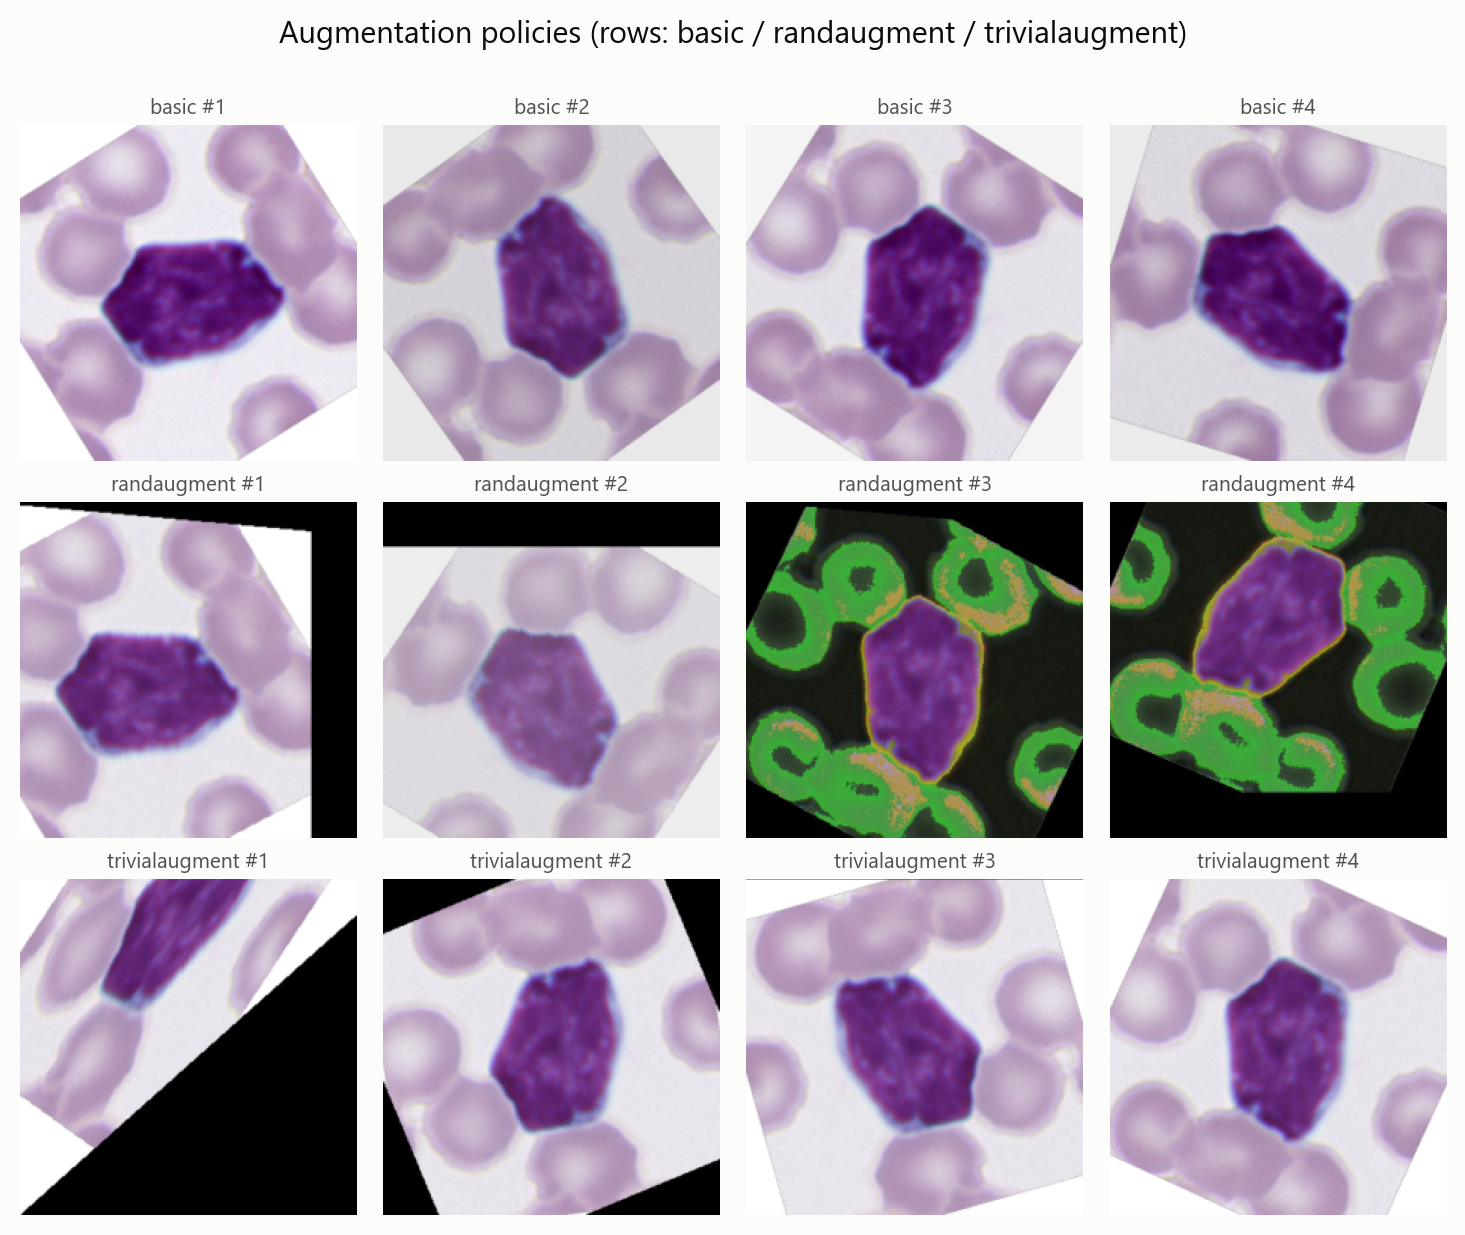 Augmentation policies (rows: basic / randaugment / trivialaugment)
basic #1
basic #2
basic #3
basic #4
randaugment #1
randaugment #2
randaugment #3
randaugment #4
trivialaugment #1
trivialaugment #2
trivialaugment #3
trivialaugment #4